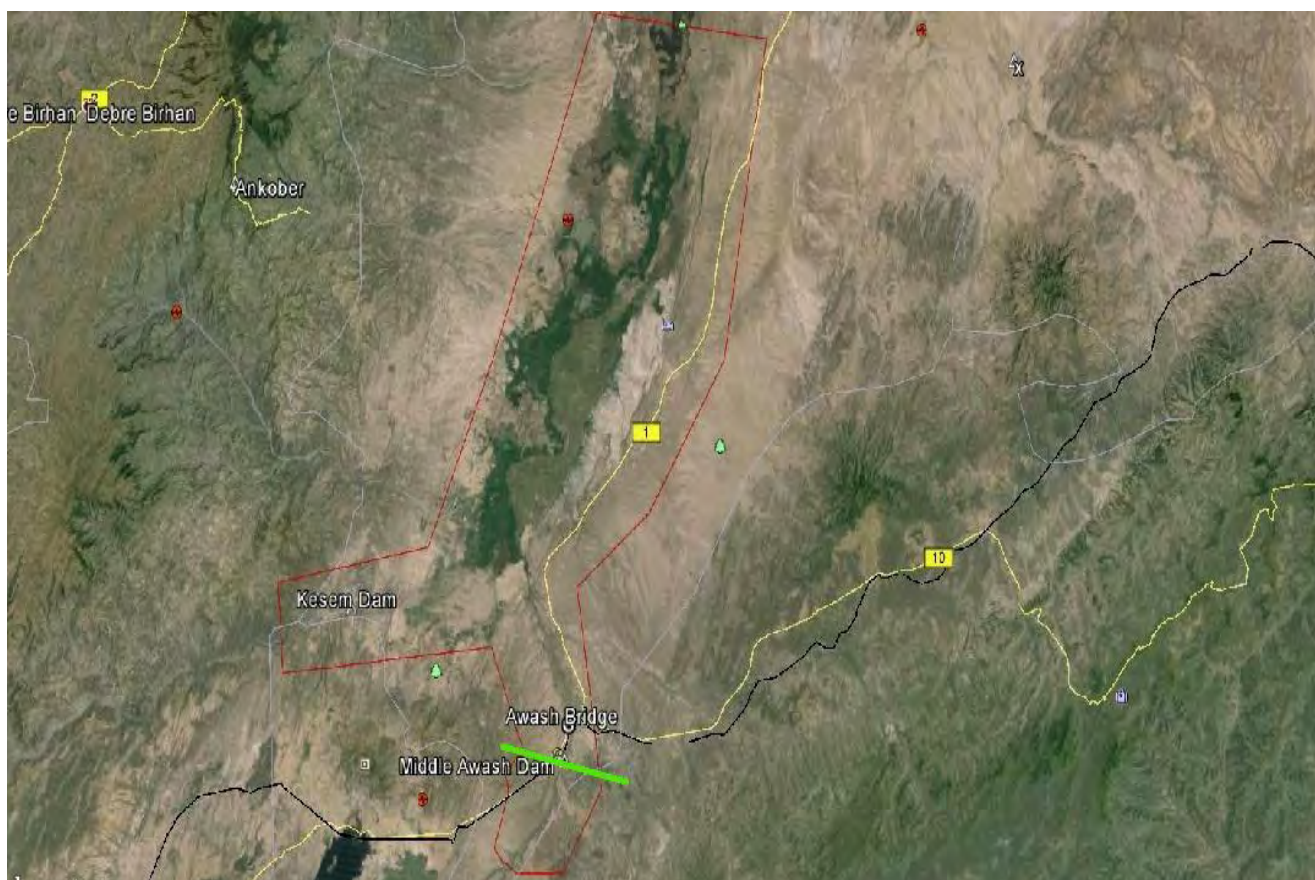 e Birhan Debre Birhan
Ankober
1
10
Kesem Dam
Awash Bridge
Middle Awash Dam